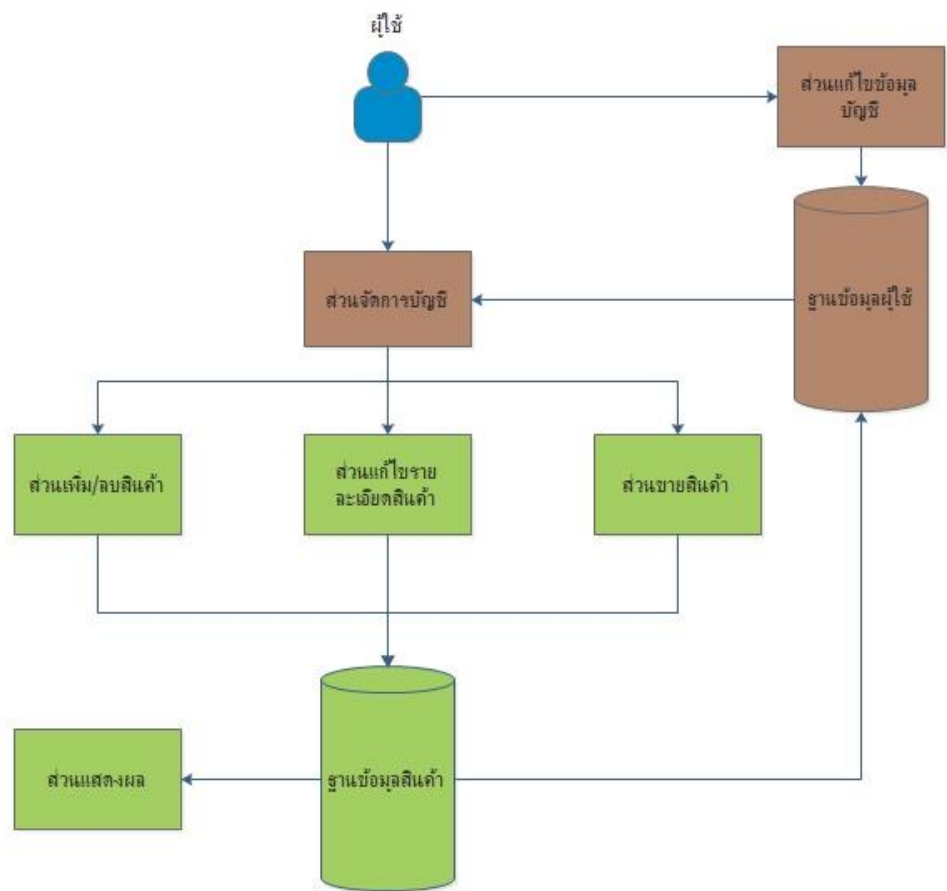 ผู้ใช้
ส่วนแก้ไขข้อมูล
บัญชี
ส่วนจัดการบัญชี
ฐานข้อมูลผู้ใช้
ส่วนเพิ่ม/ลบสินค้า
ส่วนแก้ไขราย
ละเอียดสินค้า
ส่วนขายสินค้า
ส่วนแสดงผล
ฐานข้อมูลสินค้า